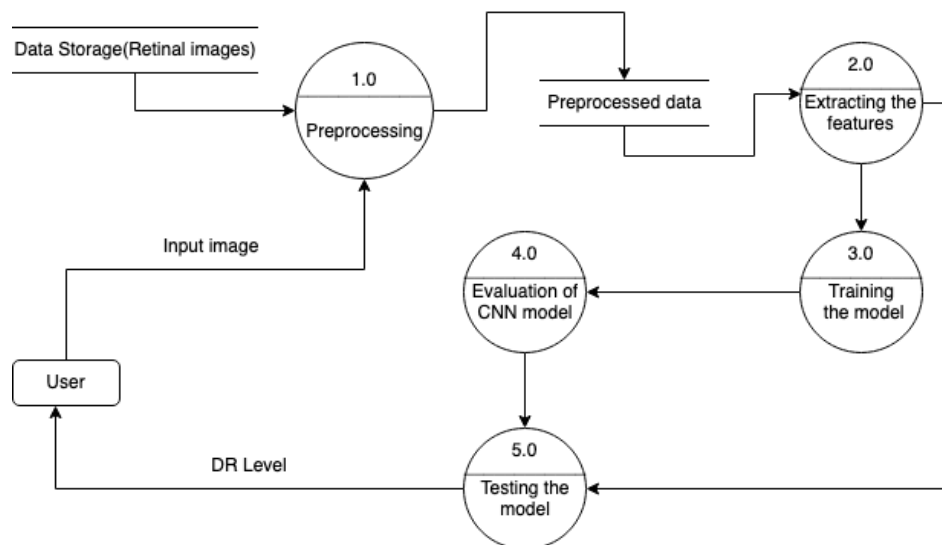 Data Storage(Retinal images)
1.0
Preprocessing
Preprocessed data
2.0
Extracting the
features
Input image
4.0
Evaluation of
CNN model
3.0
Training
the model
User
DR Level
5.0
Testing the
model